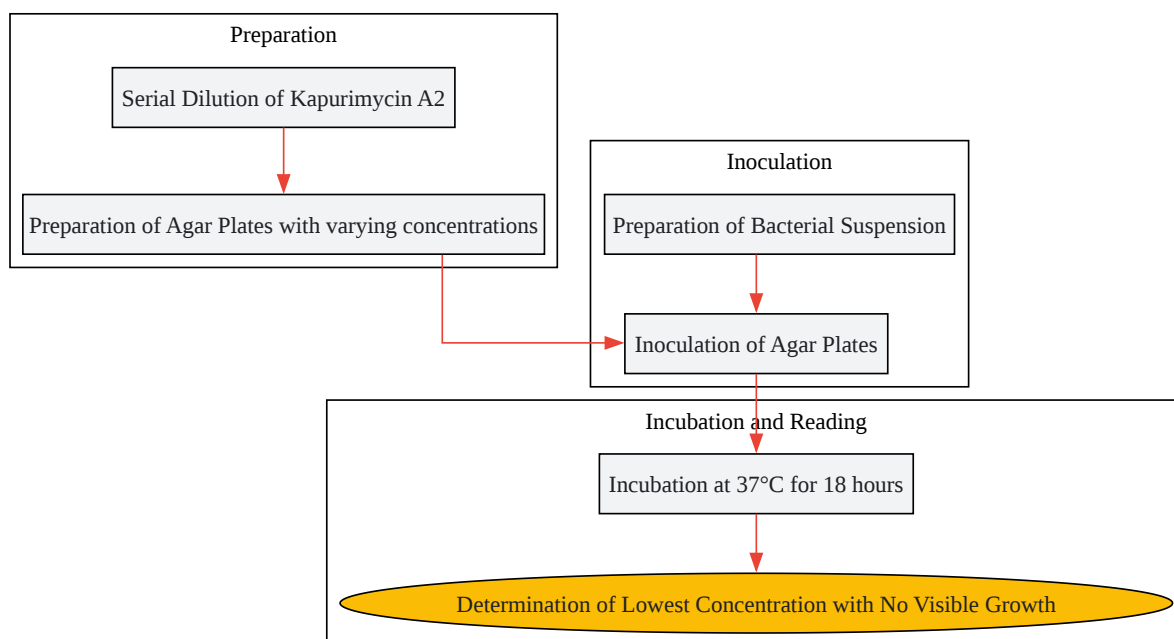 Preparation
Serial Dilution of Kapurimycin A2
Preparation of Agar Plates with varying concentrations
Inoculation
Preparation of Bacterial Suspension
Inoculation of Agar Plates
Incubation and Reading
Incubation at 37°C for 18 hours
Determination of Lowest Concentration with No Visible Growth